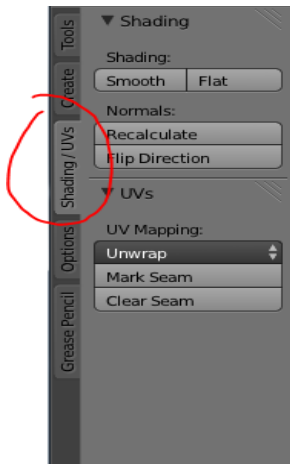 Tools
Create
Shading / UVs
Options
Grease Pencil
Shading
Shading:
Smooth Flat
Normals:
Recalculate
Flip Direction
UVs
UV Mapping:
Unwrap
Mark Seam
Clear Seam